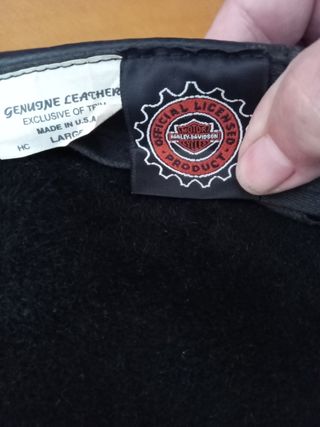 GENUINE LEATHER
EXCLUSIVE OF TRIM
MADE IN U.S.A
HC LARGE
OFFICIAL LICENSED
MOTOR
HARLEY-DAVIDSON
CYCLES
PRODUCT